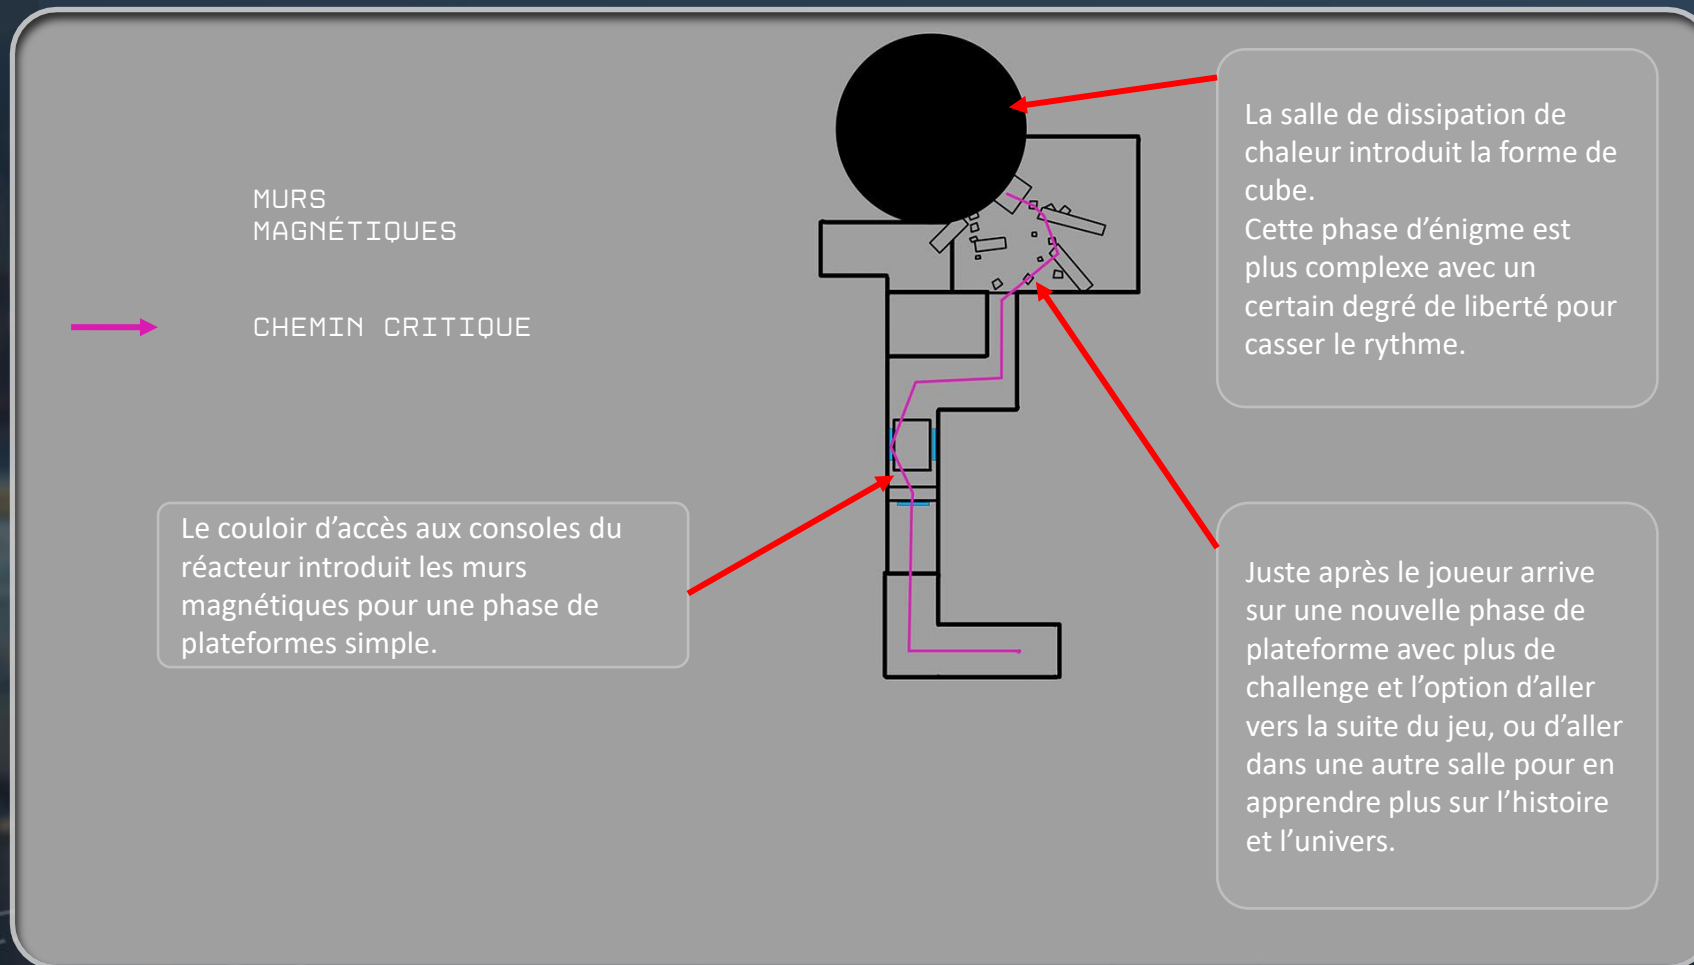 MURS
MAGNÉTIQUES
CHEMIN CRITIQUE
Le couloir d’accès aux consoles du
réacteur introduit les murs
magnétiques pour une phase de
plateformes simple.
La salle de dissipation de
chaleur introduit la forme de
cube.
Cette phase d’énigme est
plus complexe avec un
certain degré de liberté pour
casser le rythme.
Juste après le joueur arrive
sur une nouvelle phase de
plateforme avec plus de
challenge et l’option d’aller
vers la suite du jeu, ou d’aller
dans une autre salle pour en
apprendre plus sur l’histoire
et l’univers.